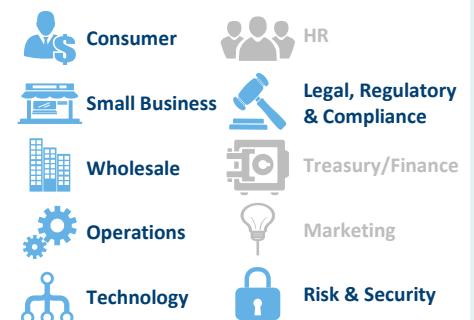 Consumer
HR
Small Business
Legal, Regulatory
& Compliance
Wholesale
Treasury/Finance
Operations
Marketing
Technology
Risk & Security